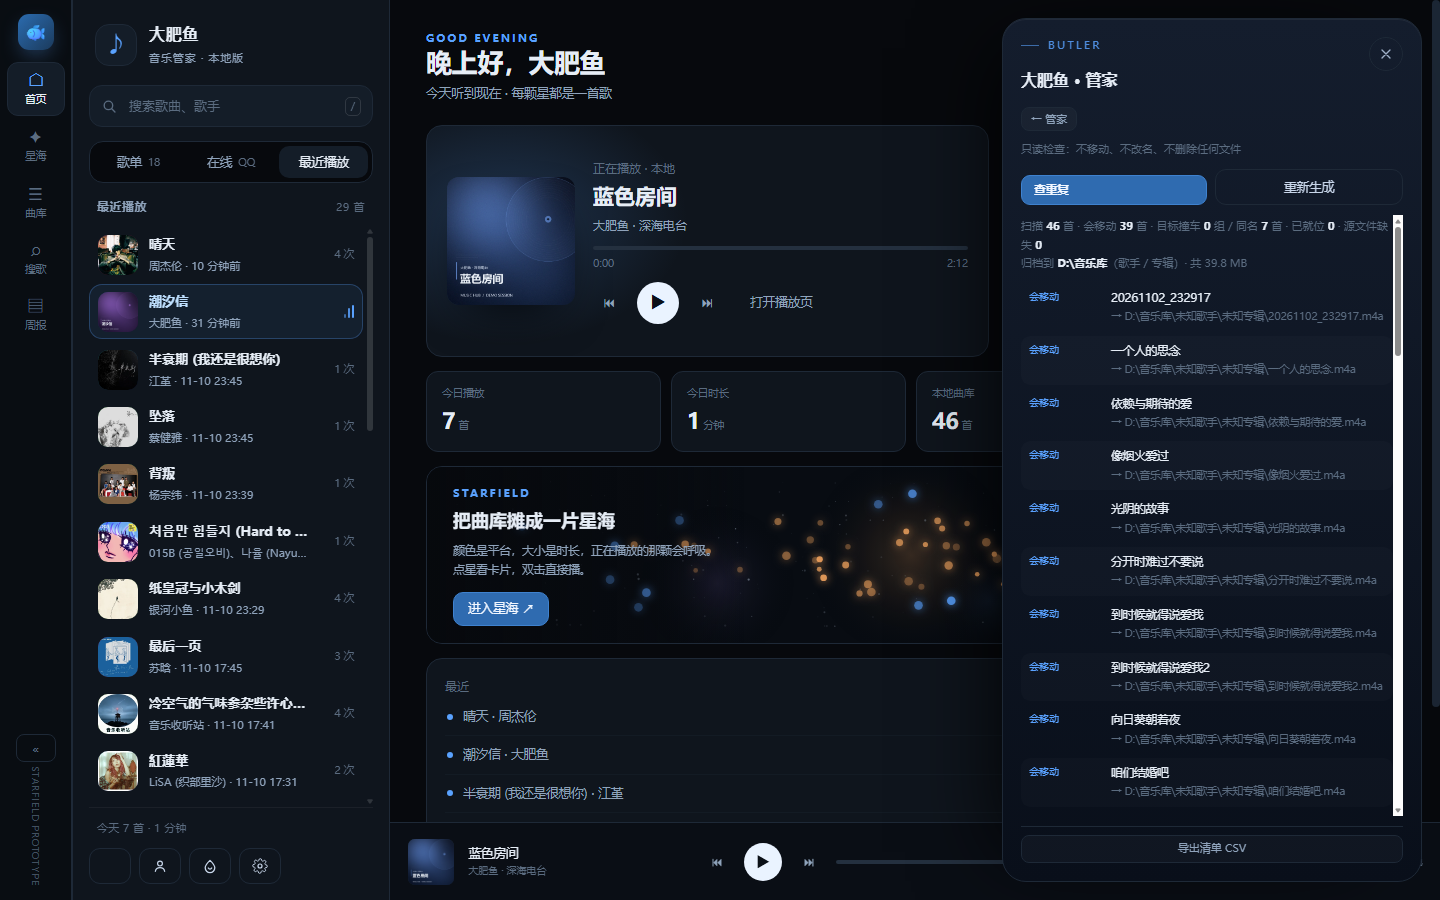 首页
星海
曲库
搜歌
周报
«
STARFIELD PROTOTYPE
大肥鱼
音乐管家 · 本地版
搜索歌曲、歌手
/
歌单 18
在线 QQ
最近播放
最近播放
29 首
晴天
周杰伦 · 10 分钟前
4 次
潮汐信
大肥鱼 · 31 分钟前
半衰期 (我还是很想你)
江堇 · 11-10 23:45
1 次
坠落
蔡健雅 · 11-10 23:45
1 次
背叛
杨宗纬 · 11-10 23:39
1 次
처음만 힘들지 (Hard to ...
015B (공일오비)、나율 (Nayu...
1 次
纸皇冠与小木剑
银河小鱼 · 11-10 23:29
4 次
最后一页
苏晗 · 11-10 17:45
3 次
冷空气的气味参杂些许心...
音乐收听站 · 11-10 17:41
4 次
紅蓮華
LiSA (织部里沙) · 11-10 17:31
2 次
今天 7 首 · 1 分钟
GOOD EVENING
晚上好，大肥鱼
今天听到现在 · 每颗星都是一首歌
蓝色房间
正在播放 · 本地
蓝色房间
大肥鱼 · 深海电台
0:00
2:12
打开播放页
今日播放
7 首
今日时长
1 分钟
本地曲库
46 首
STARFIELD
把曲库摊成一片星海
颜色是平台，大小是时长，正在播放的那颗会呼吸。
点星看卡片，双击直接播。
进入星海 ↗
最近
晴天 · 周杰伦
潮汐信 · 大肥鱼
半衰期 (我还是很想你) · 江堇
蓝色房间
大肥鱼 · 深海电台
BUTLER
大肥鱼 • 管家
← 管家
只读检查：不移动、不改名、不删除任何文件
查重复
重新生成
扫描 46 首 · 会移动 39 首 · 目标撞车 0 组 / 同名 7 首 · 已就位 0 · 源文件缺
失 0
归档到 D:\音乐库（歌手 / 专辑）· 共 39.8 MB
会移动
20261102_232917
→ D:\音乐库\未知歌手\未知专辑\20261102_232917.m4a
会移动
一个人的思念
→ D:\音乐库\未知歌手\未知专辑\一个人的思念.m4a
会移动
依赖与期待的爱
→ D:\音乐库\未知歌手\未知专辑\依赖与期待的爱.m4a
会移动
像烟火爱过
→ D:\音乐库\未知歌手\未知专辑\像烟火爱过.m4a
会移动
光阴的故事
→ D:\音乐库\未知歌手\未知专辑\光阴的故事.m4a
会移动
分开时难过不要说
→ D:\音乐库\未知歌手\未知专辑\分开时难过不要说.m4a
会移动
到时候就得说爱我
→ D:\音乐库\未知歌手\未知专辑\到时候就得说爱我.m4a
会移动
到时候就得说爱我2
→ D:\音乐库\未知歌手\未知专辑\到时候就得说爱我2.m4a
会移动
向日葵朝着夜
→ D:\音乐库\未知歌手\未知专辑\向日葵朝着夜.m4a
会移动
咱们结婚吧
→ D:\音乐库\未知歌手\未知专辑\咱们结婚吧.m4a
导出清单 CSV